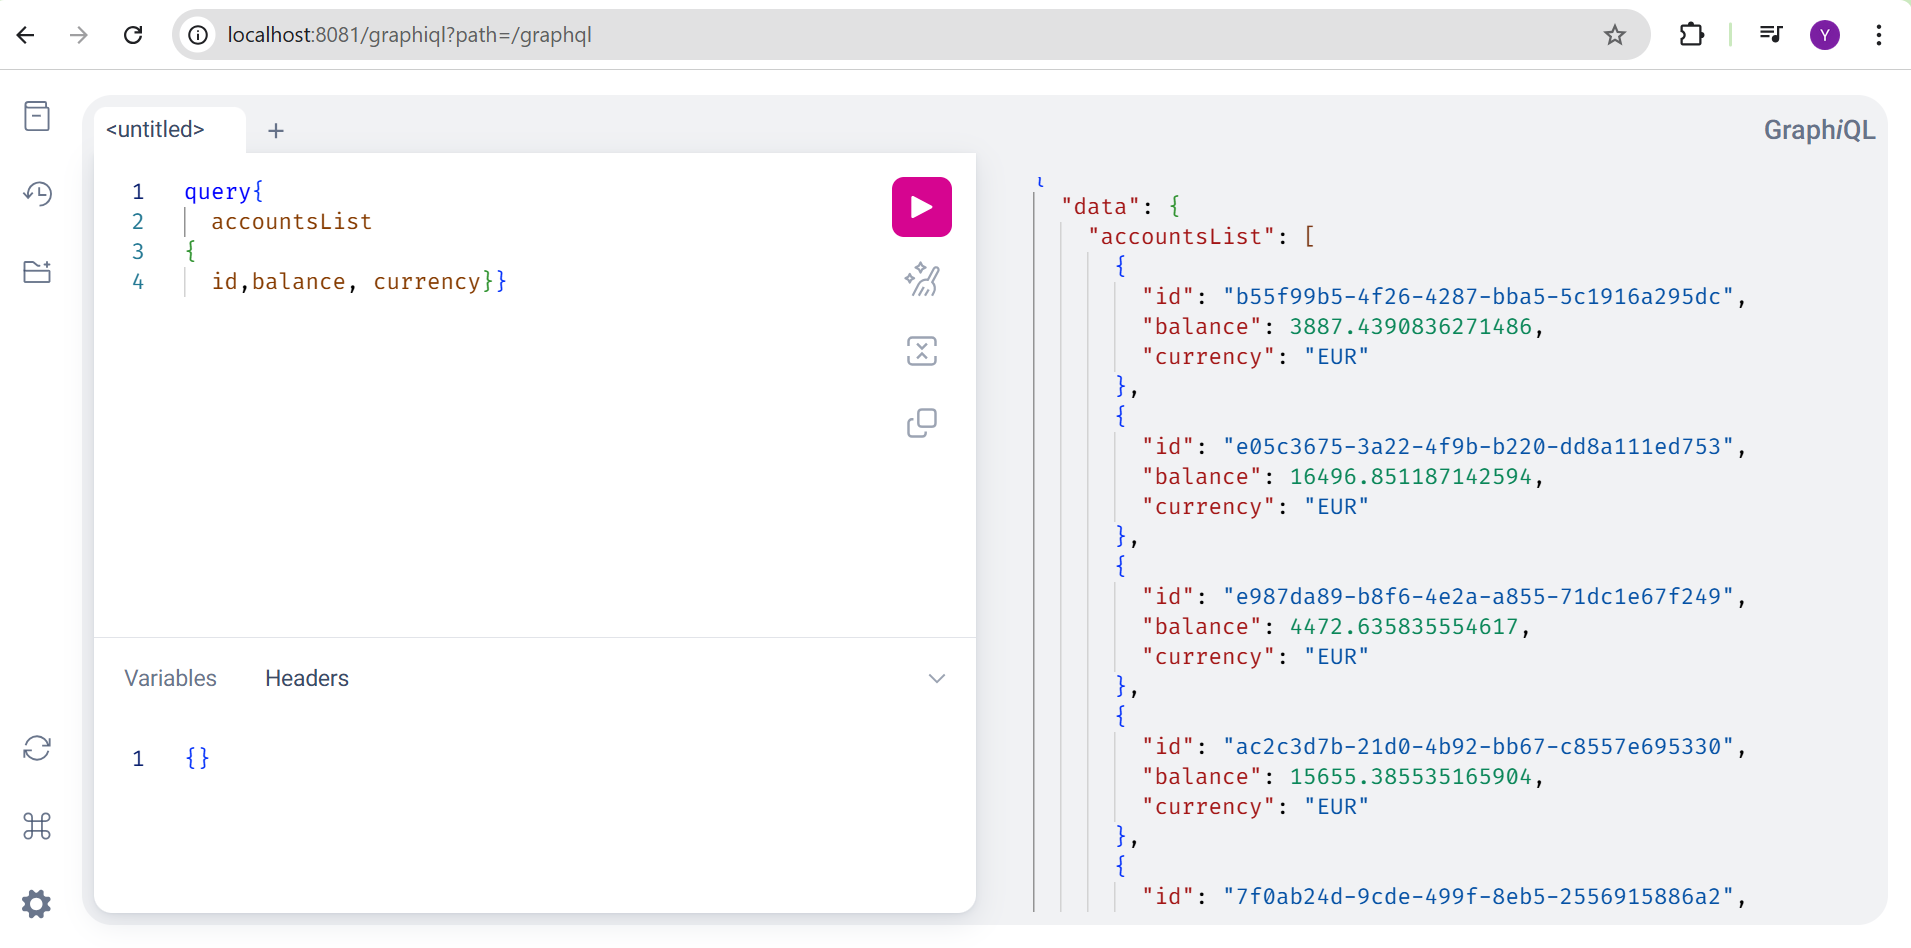 localhost:8081/graphiql?path=/graphql
Y
<untitled>
+
GraphiQL
1 query{
2 accountsList
3 {
4 id,balance, currency}}
Variables Headers
1 {}
{
"data": {
"accountsList": [
{
"id": "b55f99b5-4f26-4287-bba5-5c1916a295dc",
"balance": 3887.4390836271486,
"currency": "EUR"
},
{
"id": "e05c3675-3a22-4f9b-b220-dd8a111ed753",
"balance": 16496.851187142594,
"currency": "EUR"
},
{
"id": "e987da89-b8f6-4e2a-a855-71dc1e67f249",
"balance": 4472.635835554617,
"currency": "EUR"
},
{
"id": "ac2c3d7b-21d0-4b92-bb67-c8557e695330",
"balance": 15655.385535165904,
"currency": "EUR"
},
{
"id": "7f0ab24d-9cde-499f-8eb5-2556915886a2",